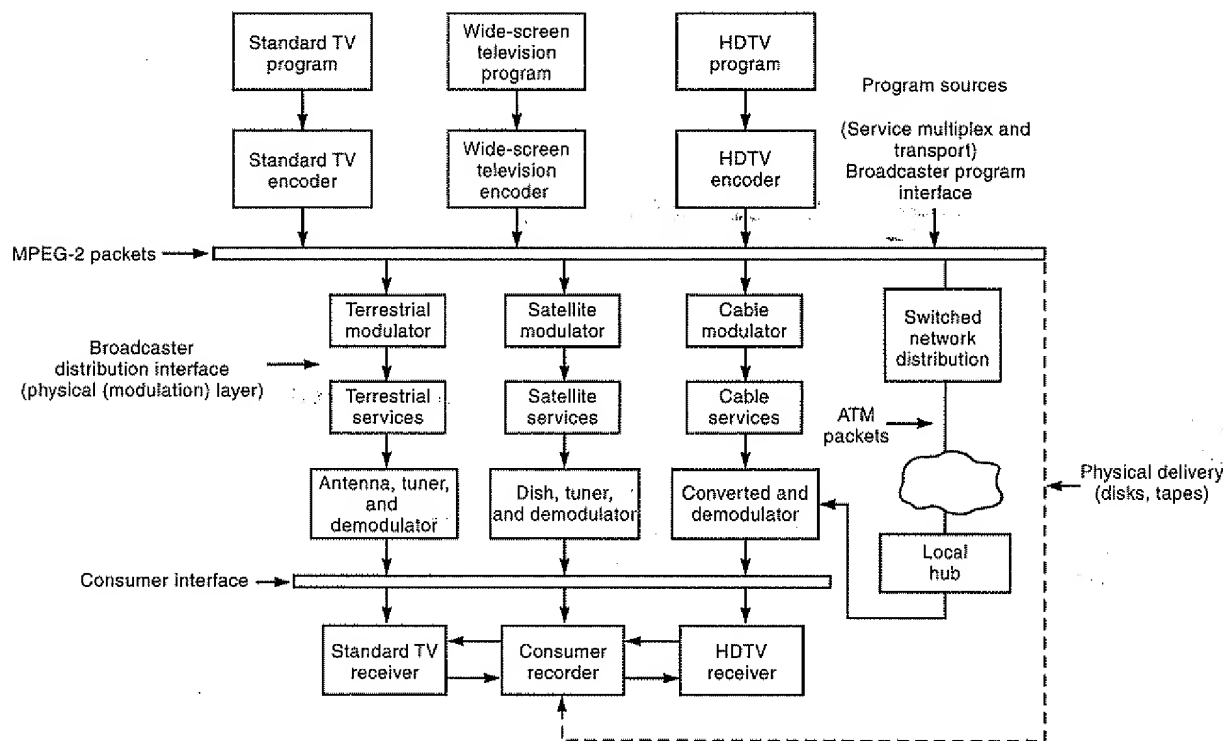 Standard TV
program
Wide-screen
television
program
HDTV
program
Program sources
(Service multiplex and
transport)
Broadcaster program
interface
Standard TV
encoder
Wide-screen
television
encoder
HDTV
encoder
MPEG-2 packets
Terrestrial
modulator
Satellite
modulator
Cable
modulator
Switched
network
distribution
Broadcaster
distribution interface
(physical (modulation) layer)
Terrestrial
services
Satellite
services
Cable
services
ATM
packets
Antenna, tuner,
and
demodulator
Dish, tuner,
and demodulator
Converted and
demodulator
Physical delivery
(disks, tapes)
Local
hub
Consumer interface
Standard TV
receiver
Consumer
recorder
HDTV
receiver